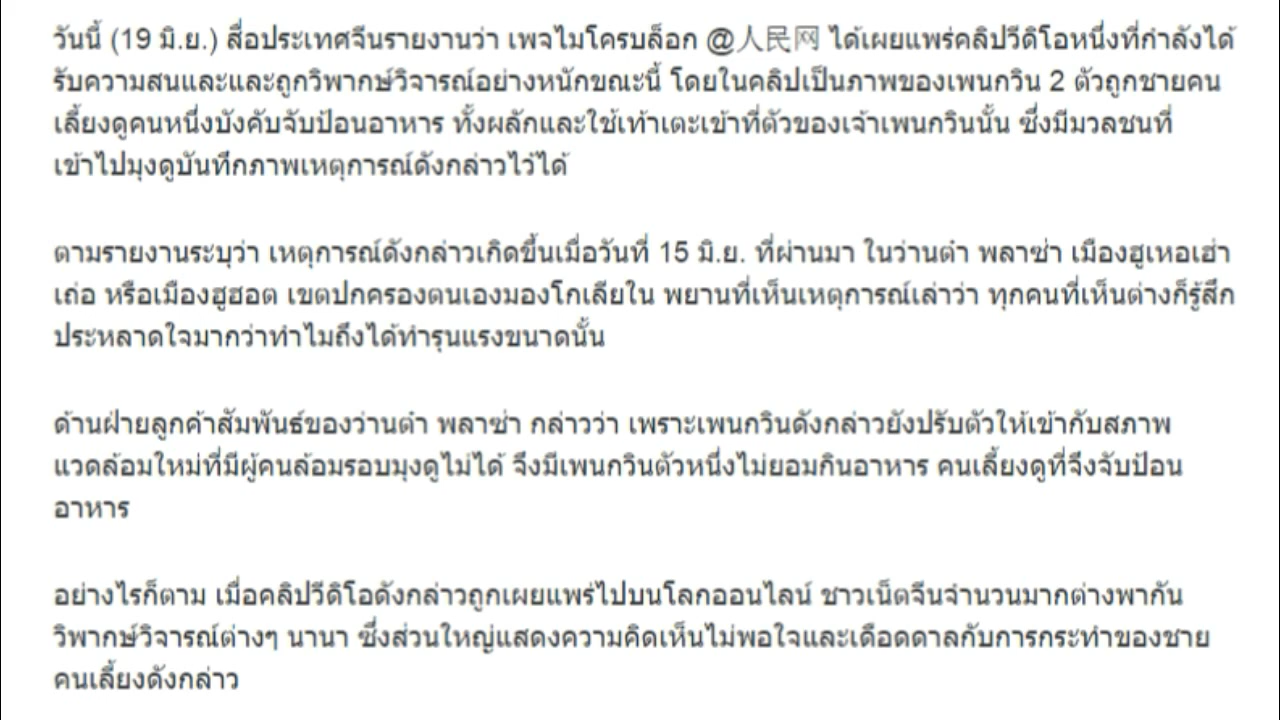 วันนี้ (19 มิ.ย.) สื่อประเทศจีนรายงานว่า เพจไมโครบล็อก @人民网 ได้เผยแพร่คลิปวีดิโอหนึ่งที่กำลังได้
รับความสนและและถูกวิพากษ์วิจารณ์อย่างหนักขณะนี้ โดยในคลิปเป็นภาพของเพนกวิน 2 ตัวถูกชายคน
เลี้ยงดูคนหนึ่งบังคับจับป้อนอาหาร ทั้งผลักและใช้เท้าเตะเข้าที่ตัวของเจ้าเพนกวินนั้น ซึ่งมีมวลชนที่
เข้าไปมุงดูบันทึกภาพเหตุการณ์ดังกล่าวไว้ได้
ตามรายงานระบุว่า เหตุการณ์ดังกล่าวเกิดขึ้นเมื่อวันที่ 15 มิ.ย. ที่ผ่านมา ในว่านต๋า พลาซ่า เมืองฮูเหอเฮ่า
เถ่อ หรือเมืองฮูฮอต เขตปกครองตนเองมองโกเลียใน พยานที่เห็นเหตุการณ์เล่าว่า ทุกคนที่เห็นต่างก็รู้สึก
ประหลาดใจมากว่าทำไมถึงได้ทำรุนแรงขนาดนั้น
ด้านฝ่ายลูกค้าสัมพันธ์ของว่านต๋า พลาซ่า กล่าวว่า เพราะเพนกวินดังกล่าวยังปรับตัวให้เข้ากับสภาพ
แวดล้อมใหม่ที่มีผู้คนล้อมรอบมุงดูไม่ได้ จึงมีเพนกวินตัวหนึ่งไม่ยอมกินอาหาร คนเลี้ยงดูที่จึงจับป้อน
อาหาร
อย่างไรก็ตาม เมื่อคลิปวีดิโอดังกล่าวถูกเผยแพร่ไปบนโลกออนไลน์ ชาวเน็ตจีนจำนวนมากต่างพากัน
วิพากษ์วิจารณ์ต่างๆ นานา ซึ่งส่วนใหญ่แสดงความคิดเห็นไม่พอใจและเดือดดาลกับการกระทำของชาย
คนเลี้ยงดังกล่าว